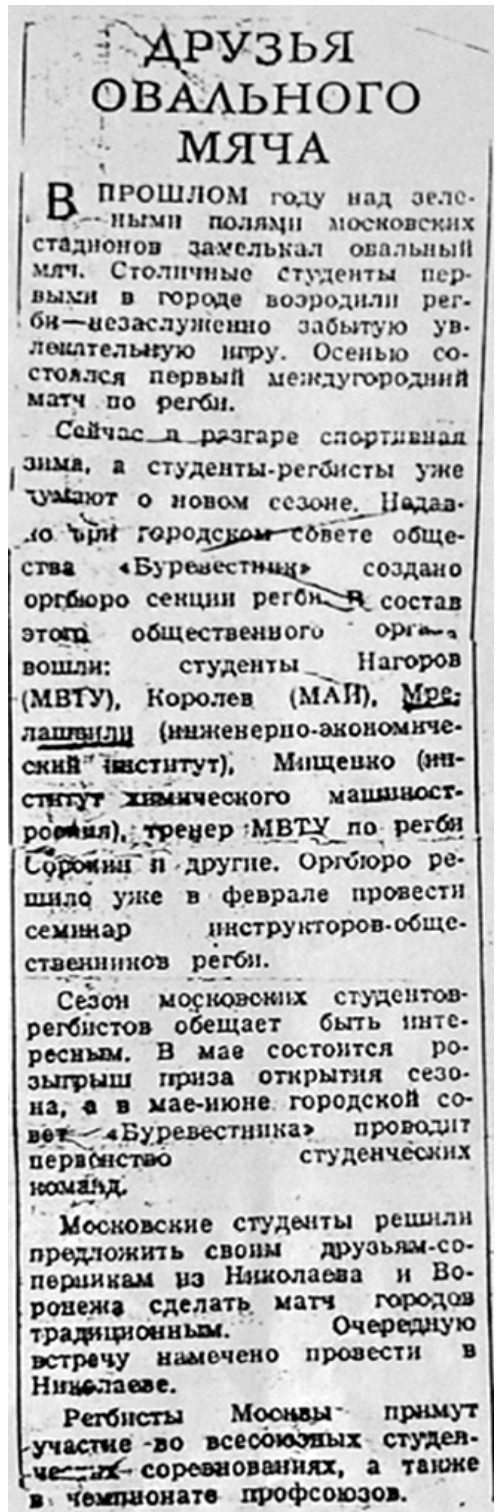 ДРУЗЬЯ
ОВАЛЬНОГО
МЯЧА
В ПРОШЛОМ году над зеле-
ными полями московских
стадионов замелькал овальный
мяч. Столичные студенты пер-
выми в городе возродили рег-
би—незаслуженно забытую ув-
лекательную игру. Осенью со-
стоялся первый междугородний
матч по регби.
Сейчас в разгаре спортивная
зима, а студенты-регбисты уже
думают о новом сезоне. Недав-
но при городском совете обще-
ства «Буревестник» создано
оргбюро секции регби. В состав
этого общественного органа
вошли: студенты Нагоров
(МВТУ), Королев (МАИ), Мре-
лашвили (инженерно-экономиче-
ский институт), Мищенко (ин-
ститут химического машиност-
роения), тренер МВТУ по регби
Сорокин и другие. Оргбюро ре-
шило уже в феврале провести
семинар инструкторов-обще-
ственников регби.
Сезон московских студентов-
регбистов обещает быть инте-
ресным. В мае состоится ро-
зыгрыш приза открытия сезо-
на, а в мае-июне городской со-
вет «Буревестника» проводит
первенство студенческих
команд.
Московские студенты решили
предложить своим друзьям-со-
перникам из Николаева и Во-
ронежа сделать матч городов
традиционным. Очередную
встречу намечено провести в
Николаеве.
Регбисты Москвы примут
участие во всесоюзных студен-
ческих соревнованиях, а также
в чемпионате профсоюзов.